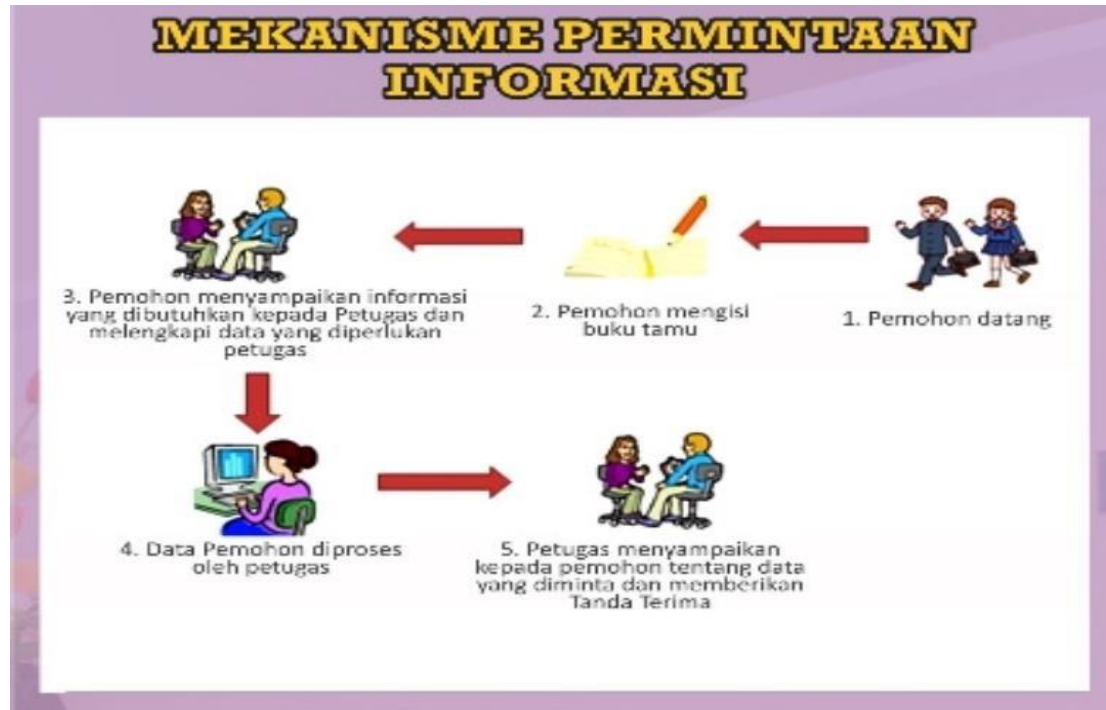 MEKANISME PERMINTAAN
INFORMASI
1. Pemohon datang
2. Pemohon mengisi
buku tamu
3. Pemohon menyampaikan informasi
yang dibutuhkan kepada Petugas dan
melengkapi data yang diperlukan
petugas
4. Data Pemohon diproses
oleh petugas
5. Petugas menyampaikan
kepada pemohon tentang data
yang diminta dan memberikan
Tanda Terima